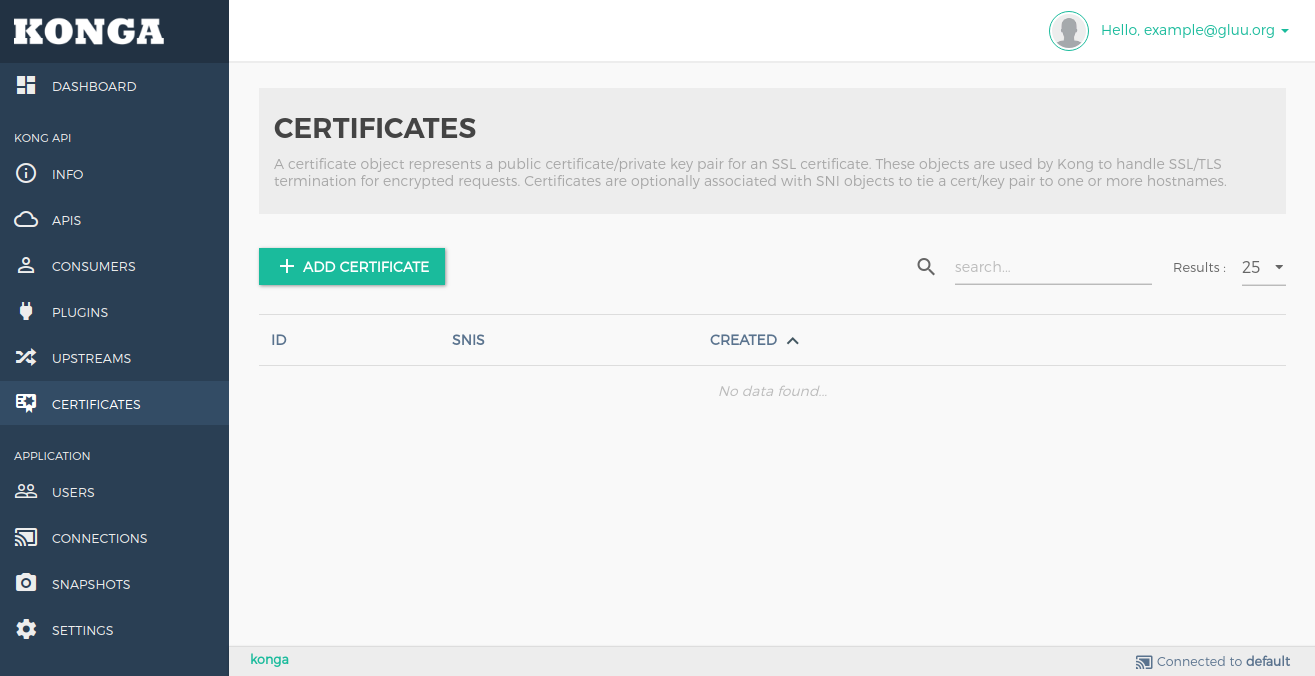 KONGA
Hello, example@gluu.org
DASHBOARD
KONG API
INFO
APIS
CONSUMERS
PLUGINS
UPSTREAMS
CERTIFICATES
APPLICATION
USERS
CONNECTIONS
SNAPSHOTS
SETTINGS
CERTIFICATES
A certificate object represents a public certificate/private key pair for an SSL certificate. These objects are used by Kong to handle SSL/TLS
termination for encrypted requests. Certificates are optionally associated with SNI objects to tie a cert/key pair to one or more hostnames.
ADD CERTIFICATE
search...
Results :
25
ID
SNIS
CREATED
No data found...
konga
Connected to default